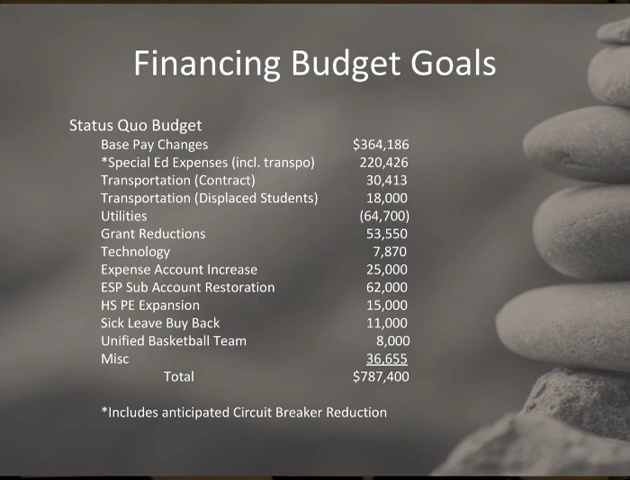 Financing Budget Goals
Status Quo Budget
Base Pay Changes $364,186
*Special Ed Expenses (incl. transpo) 220,426
Transportation (Contract) 30,413
Transportation (Displaced Students) 18,000
Utilities (64,700)
Grant Reductions 53,550
Technology 7,870
Expense Account Increase 25,000
ESP Sub Account Restoration 62,000
HS PE Expansion 15,000
Sick Leave Buy Back 11,000
Unified Basketball Team 8,000
Misc 36,655
Total $787,400
*Includes anticipated Circuit Breaker Reduction